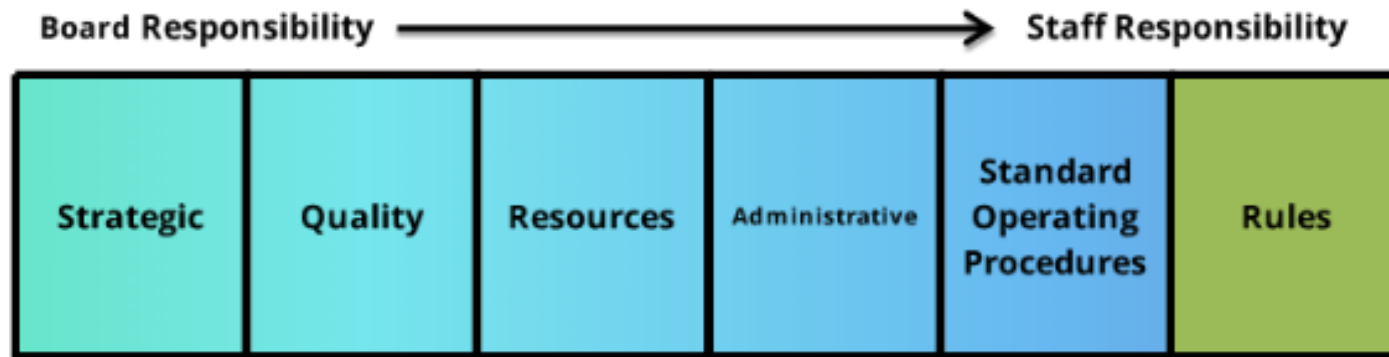 Board Responsibility
Staff Responsibility
Strategic
Quality
Resources
Administrative
Standard
Operating
Procedures
Rules